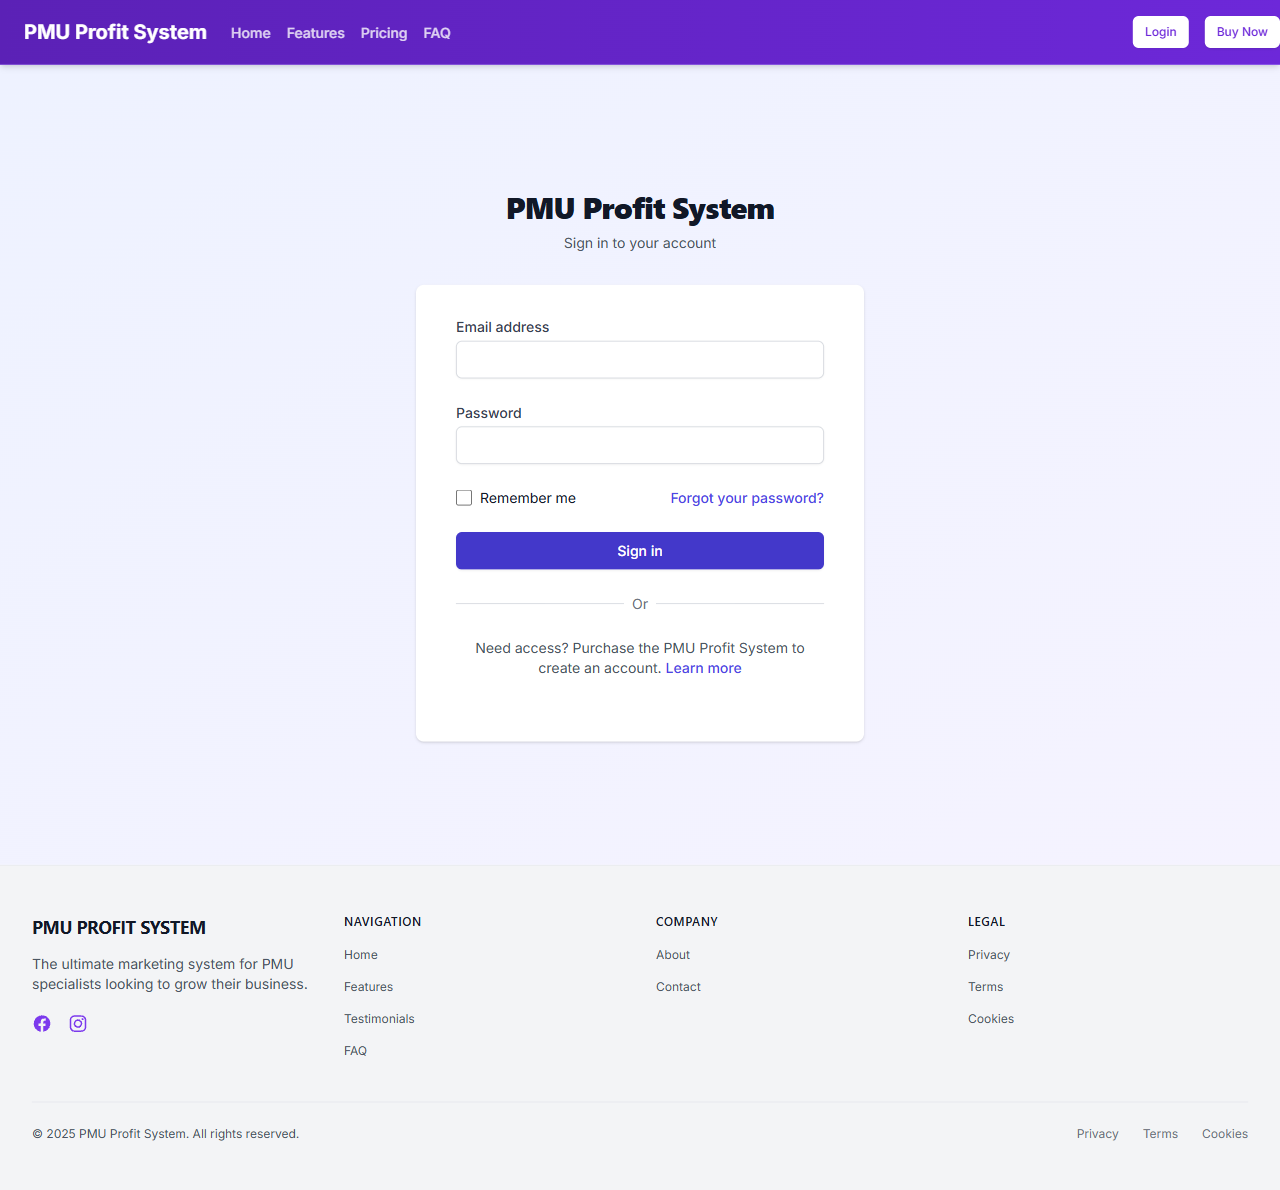 PMU Profit System
Home Features Pricing FAQ
Login Buy Now
PMU Profit System
Sign in to your account
Email address
Password
Remember me Forgot your password?
Sign in
Or
Need access? Purchase the PMU Profit System to
create an account. Learn more
PMU PROFIT SYSTEM
The ultimate marketing system for PMU
specialists looking to grow their business.
NAVIGATION
Home
Features
Testimonials
FAQ
COMPANY
About
Contact
LEGAL
Privacy
Terms
Cookies
© 2025 PMU Profit System. All rights reserved.
Privacy Terms Cookies